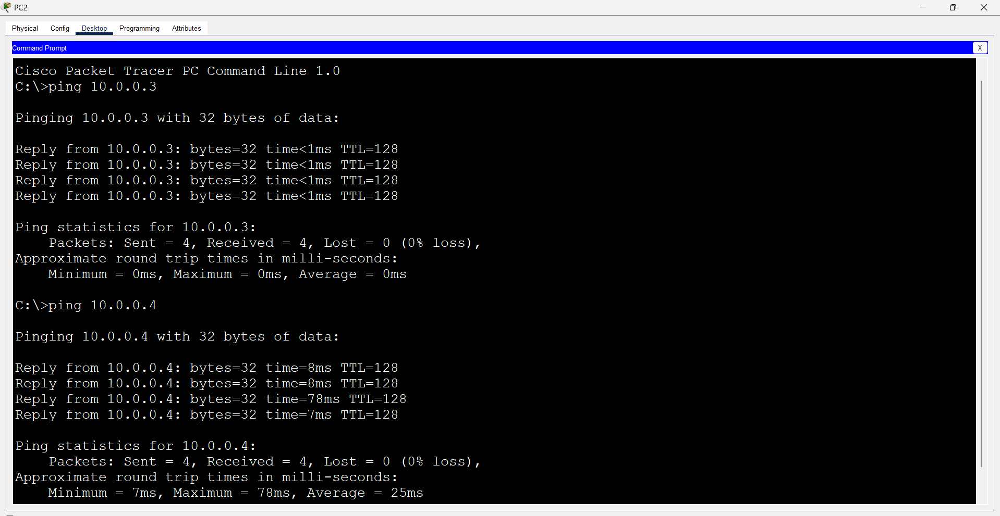 PC2
Physical Config Desktop Programming Attributes
Command Prompt X
Cisco Packet Tracer PC Command Line 1.0
C:\>ping 10.0.0.3
Pinging 10.0.0.3 with 32 bytes of data:
Reply from 10.0.0.3: bytes=32 time<1ms TTL=128
Reply from 10.0.0.3: bytes=32 time<1ms TTL=128
Reply from 10.0.0.3: bytes=32 time<1ms TTL=128
Reply from 10.0.0.3: bytes=32 time<1ms TTL=128
Ping statistics for 10.0.0.3:
Packets: Sent = 4, Received = 4, Lost = 0 (0% loss),
Approximate round trip times in milli-seconds:
Minimum = 0ms, Maximum = 0ms, Average = 0ms
C:\>ping 10.0.0.4
Pinging 10.0.0.4 with 32 bytes of data:
Reply from 10.0.0.4: bytes=32 time=8ms TTL=128
Reply from 10.0.0.4: bytes=32 time=8ms TTL=128
Reply from 10.0.0.4: bytes=32 time=78ms TTL=128
Reply from 10.0.0.4: bytes=32 time=7ms TTL=128
Ping statistics for 10.0.0.4:
Packets: Sent = 4, Received = 4, Lost = 0 (0% loss),
Approximate round trip times in milli-seconds:
Minimum = 7ms, Maximum = 78ms, Average = 25ms